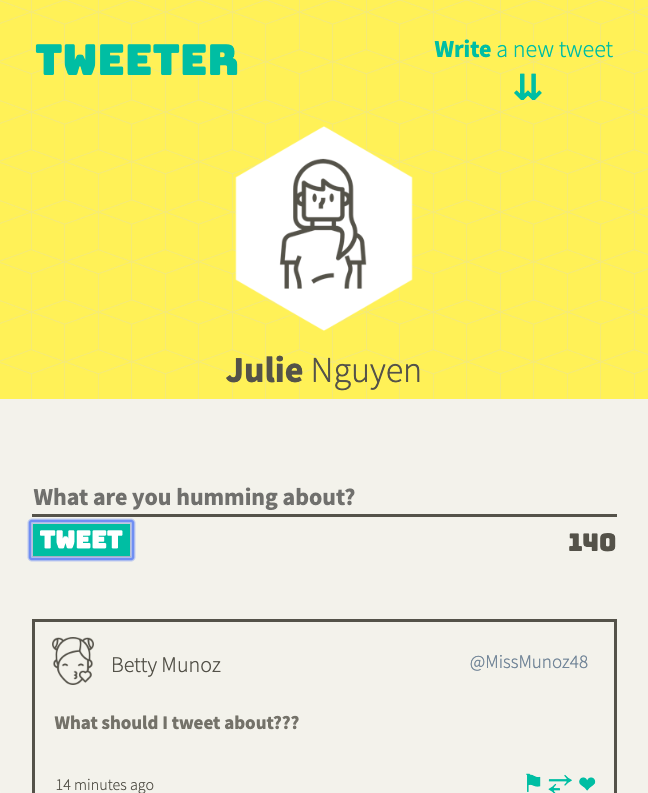 TWEETER
Write a new tweet
Julie Nguyen
What are you humming about?
TWEET
140
Betty Munoz
@MissMunoz48
What should I tweet about???
14 minutes ago